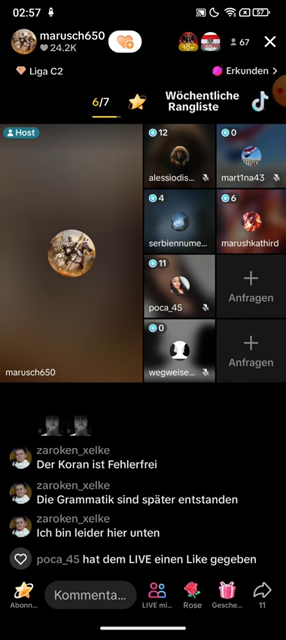 02:57
57
marusch650
24.2K
10+
10+
67
Liga C2
Erkunden >
6/7
Wöchentliche
Rangliste
Host
marusch650
12
alessiodis...
0
mart1na43
4
serbiennume...
6
marushkathird
11
poca_45
Anfragen
0
wegweise...
Anfragen
zaroken_xelke
Der Koran ist Fehlerfrei
zaroken_xelke
Die Grammatik sind später entstanden
zaroken_xelke
Ich bin leider hier unten
poca_45 hat dem LIVE einen Like gegeben
Abonn...
Kommenta...
LIVE mi...
Rose
Gesche...
11